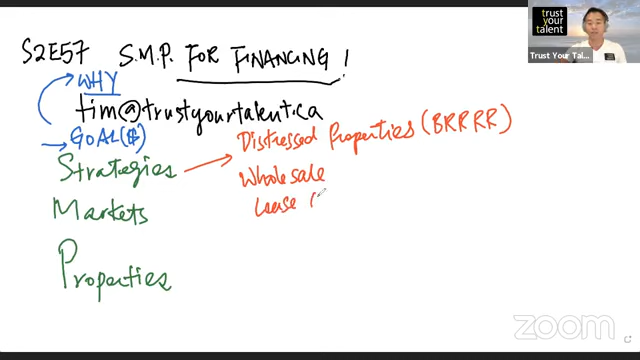 S2E57 S.M.P. FOR FINANCING!
WHY
tim@trustyourtalent.ca
GOAL($)
Strategies
Markets
Properties
Distressed Properties (BRRRR)
Wholesale
Lease (
trust
your
talent
Trust Your Tal...
zoom